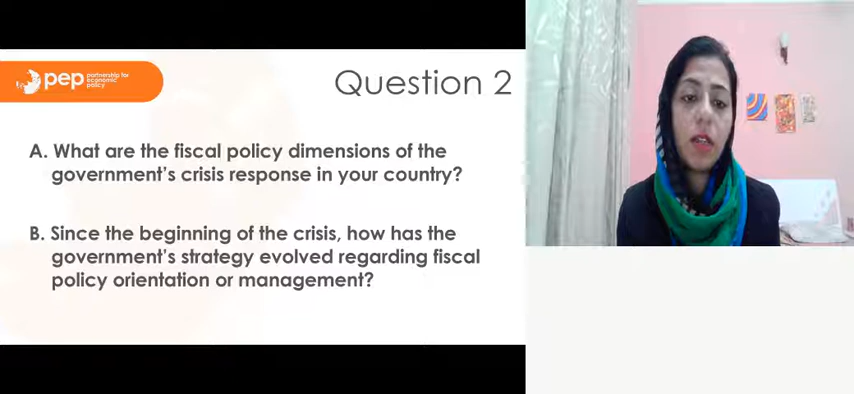 pep partnership for
economic
policy
Question 2
A. What are the fiscal policy dimensions of the
government's crisis response in your country?
B. Since the beginning of the crisis, how has the
government's strategy evolved regarding fiscal
policy orientation or management?